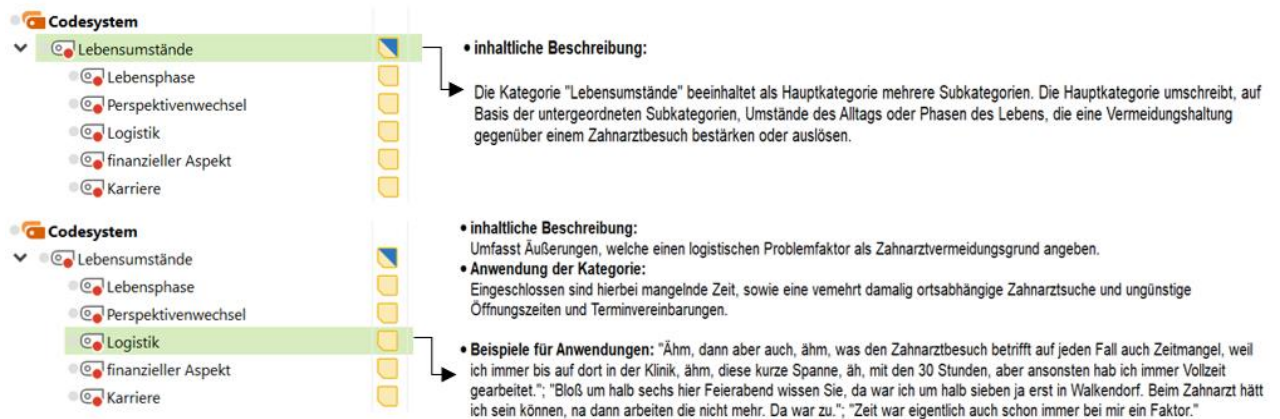 Codesystem
Lebensumstände
Lebensphase
Perspektivenwechsel
Logistik
finanzieller Aspekt
Karriere
• inhaltliche Beschreibung:
Die Kategorie "Lebensumstände" beeinhaltet als Hauptkategorie mehrere Subkategorien. Die Hauptkategorie umschreibt, auf
Basis der untergeordneten Subkategorien, Umstände des Alltags oder Phasen des Lebens, die eine Vermeidungshaltung
gegenüber einem Zahnarztbesuch bestärken oder auslösen.
Codesystem
Lebensumstände
Lebensphase
Perspektivenwechsel
Logistik
finanzieller Aspekt
Karriere
• inhaltliche Beschreibung:
Umfasst Äußerungen, welche einen logistischen Problemfaktor als Zahnarztvermeidungsgrund angeben.
• Anwendung der Kategorie:
Eingeschlossen sind hierbei mangelnde Zeit, sowie eine vemehrt damalig ortsabhängige Zahnarztsuche und ungünstige
Öffnungszeiten und Terminvereinbarungen.
• Beispiele für Anwendungen: "Ähm, dann aber auch, ähm, was den Zahnarztbesuch betrifft auf jeden Fall auch Zeitmangel, weil
ich immer bis auf dort in der Klinik, ähm, diese kurze Spanne, äh, mit den 30 Stunden, aber ansonsten hab ich immer Vollzeit
gearbeitet."; "Bloß um halb sechs hier Feierabend wissen Sie, da war ich um halb sieben ja erst in Walkendorf. Beim Zahnarzt hätt
ich sein können, na dann arbeiten die nicht mehr. Da war zu."; "Zeit war eigentlich auch schon immer bei mir ein Faktor."